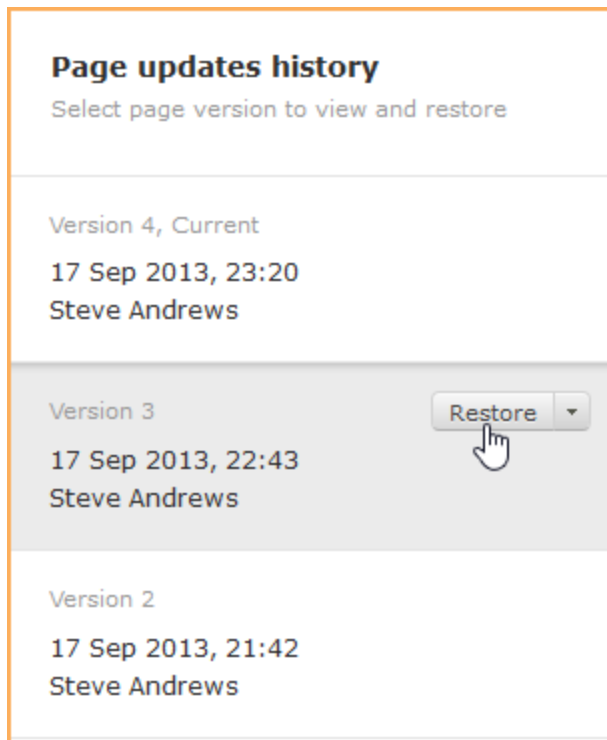 Page updates history
Select page version to view and restore
Version 4, Current
17 Sep 2013, 23:20
Steve Andrews
Version 3
Restore
17 Sep 2013, 22:43
Steve Andrews
Version 2
17 Sep 2013, 21:42
Steve Andrews